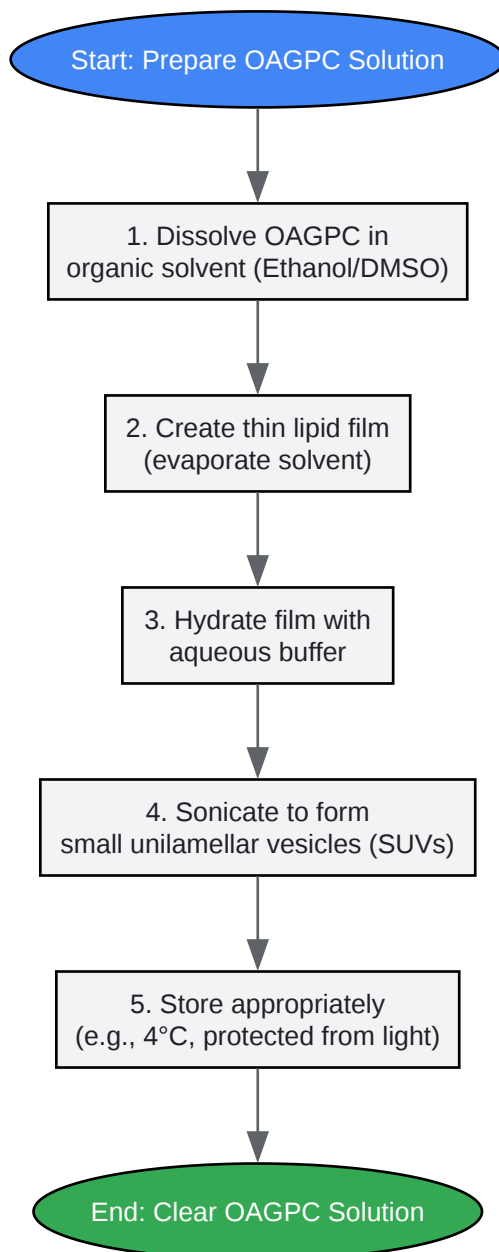 Start: Prepare OAGPC Solution
1. Dissolve OAGPC in
organic solvent (Ethanol/DMSO)
2. Create thin lipid film
(evaporate solvent)
3. Hydrate film with
aqueous buffer
4. Sonicate to form
small unilamellar vesicles (SUVs)
5. Store appropriately
(e.g., 4°C, protected from light)
End: Clear OAGPC Solution